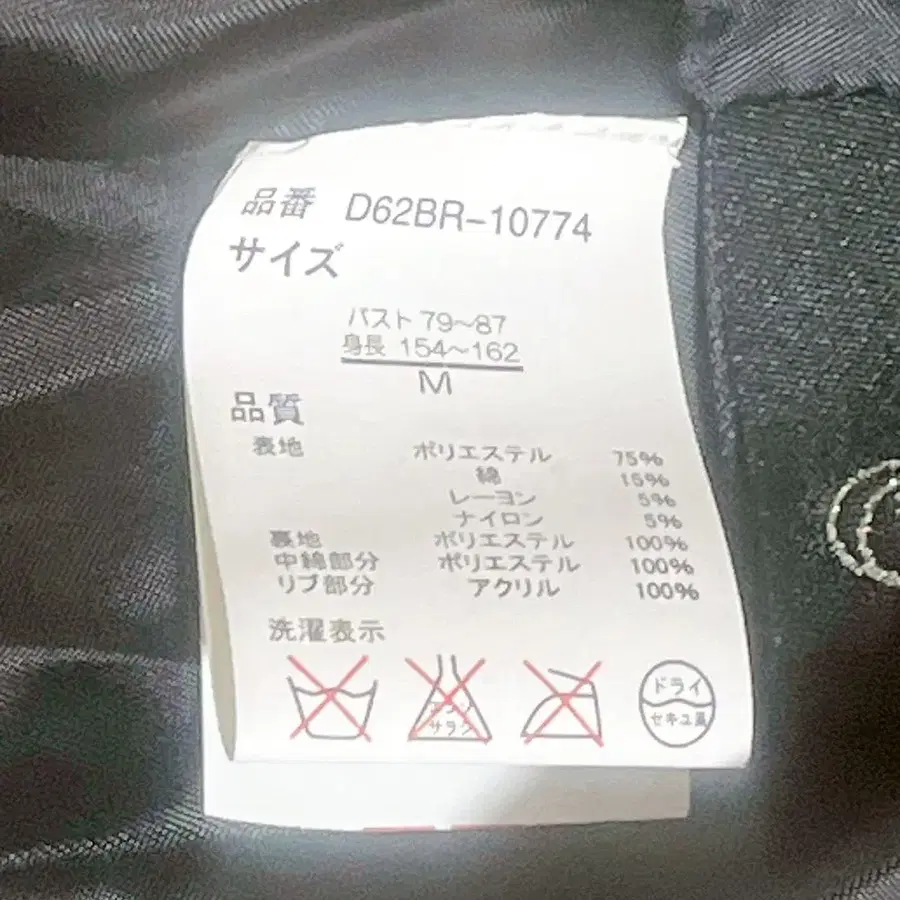 品番 D62BR-10774
サイズ
バスト 79〜87
身長 154〜162
M
品質
表地 ポリエステル 75%
綿 15%
レーヨン 5%
ナイロン 5%
裏地 ポリエステル 100%
中綿部分 ポリエステル 100%
リブ部分 アクリル 100%
洗濯表示
サラシ
ドライ
セキユ系